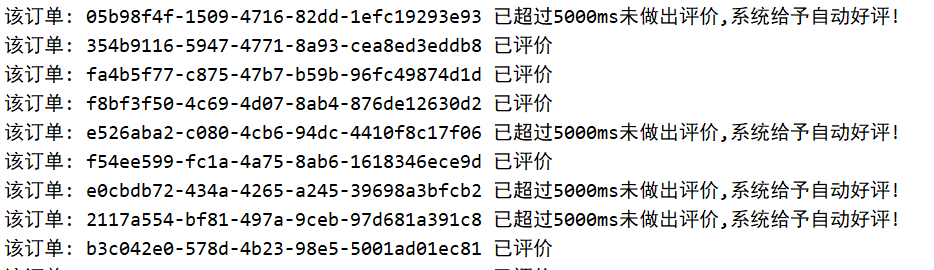 该订单: 05b98f4f-1509-4716-82dd-1efc19293e93 已超过5000ms未做出评价,系统给予自动好评!
该订单: 354b9116-5947-4771-8a93-cea8ed3eddb8 已评价
该订单: fa4b5f77-c875-47b7-b59b-96fc49874d1d 已评价
该订单: f8bf3f50-4c69-4d07-8ab4-876de12630d2 已评价
该订单: e526aba2-c080-4cb6-94dc-4410f8c17f06 已超过5000ms未做出评价,系统给予自动好评!
该订单: f54ee599-fc1a-4a75-8ab6-1618346ece9d 已评价
该订单: e0cbdb72-434a-4265-a245-39698a3bfcb2 已超过5000ms未做出评价,系统给予自动好评!
该订单: 2117a554-bf81-497a-9ceb-97d681a391c8 已超过5000ms未做出评价,系统给予自动好评!
该订单: b3c042e0-578d-4b23-98e5-5001ad01ec81 已评价